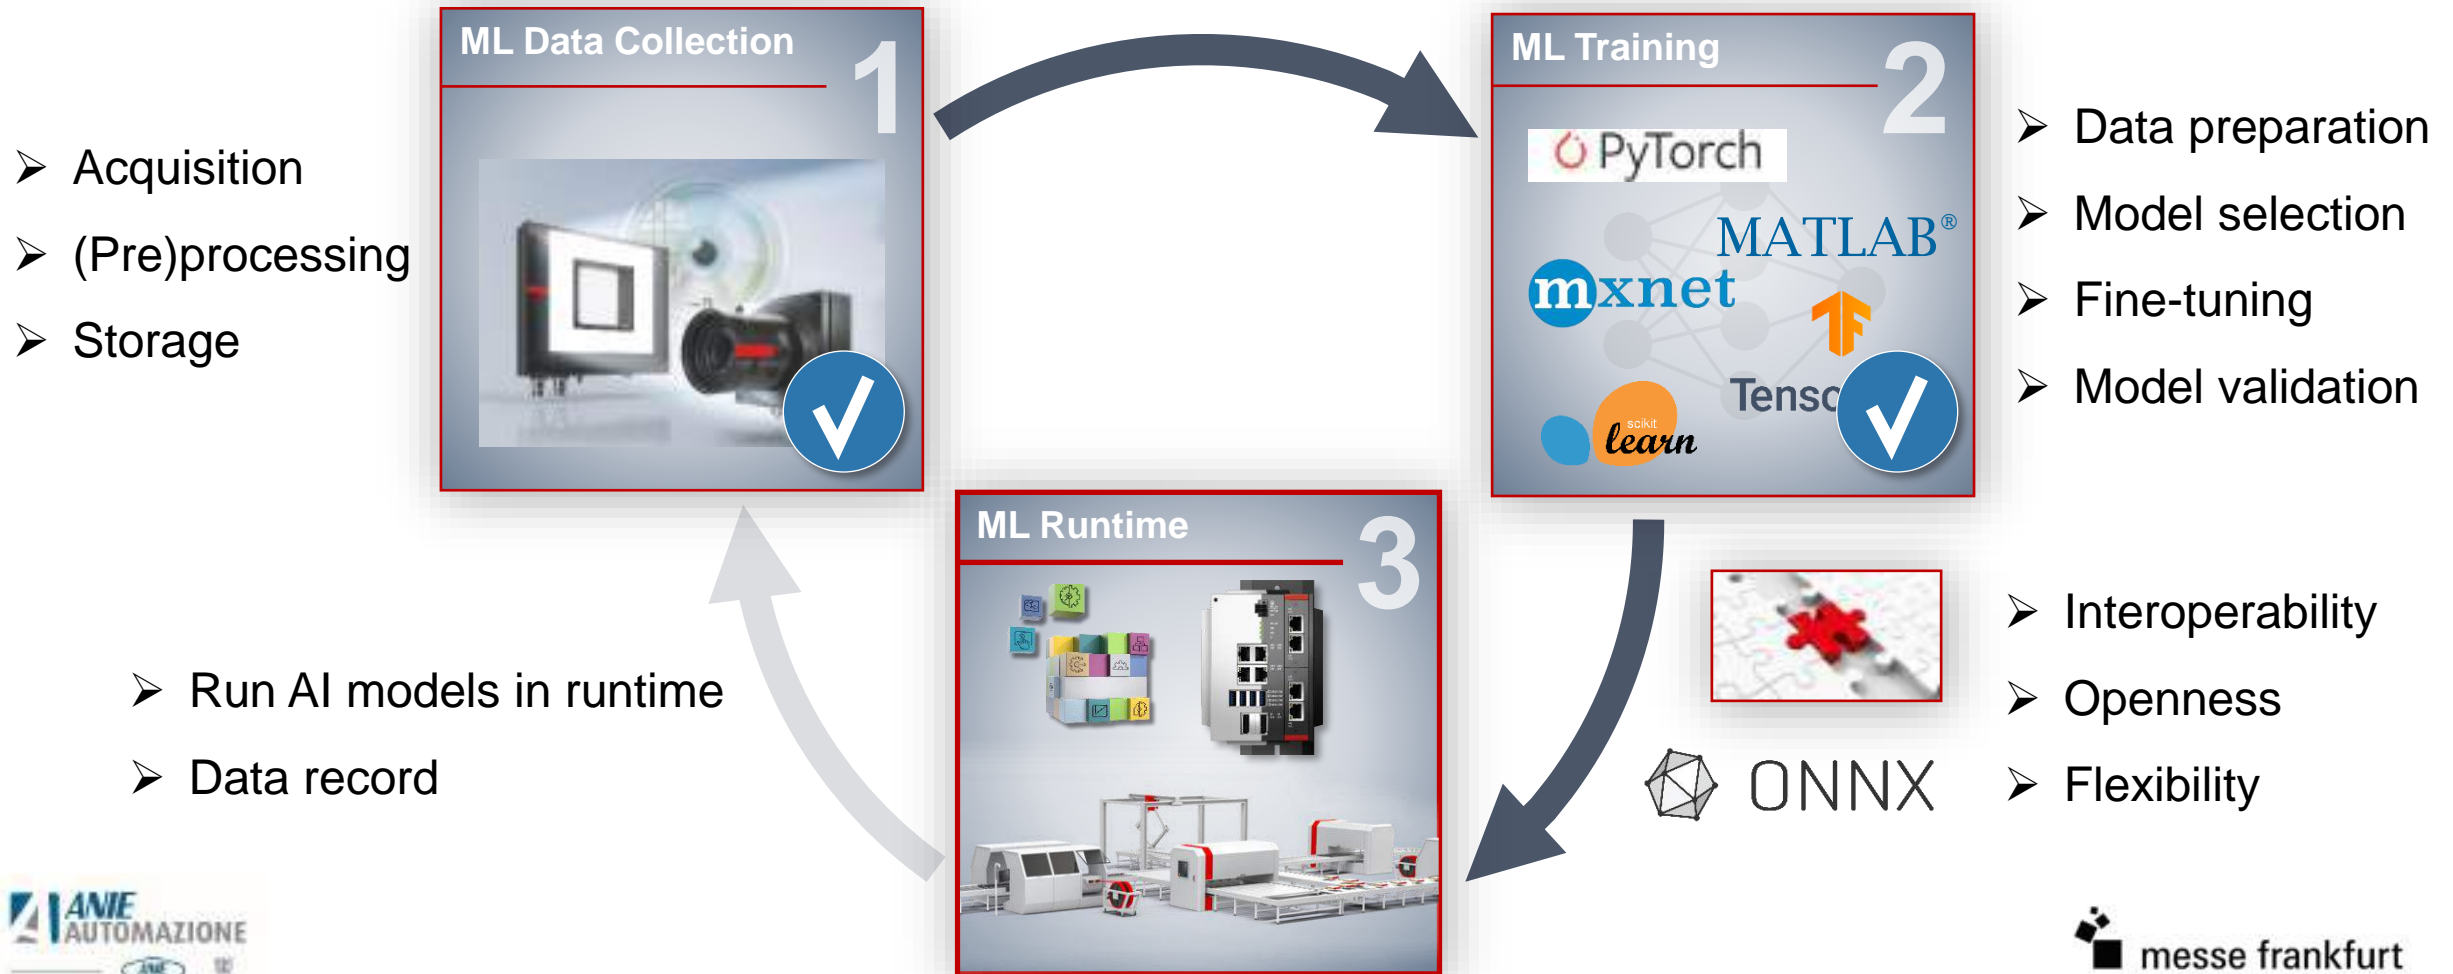 ML Data Collection
1
Acquisition
(Pre)processing
Storage
ML Training
2
PyTorch
MATLAB®
mxnet
Tenso
scikit
learn
Data preparation
Model selection
Fine-tuning
Model validation
ML Runtime
3
Run AI models in runtime
Data record
ONNX
Interoperability
Openness
Flexibility
ANIE
AUTOMAZIONE
ANIE
messe frankfurt